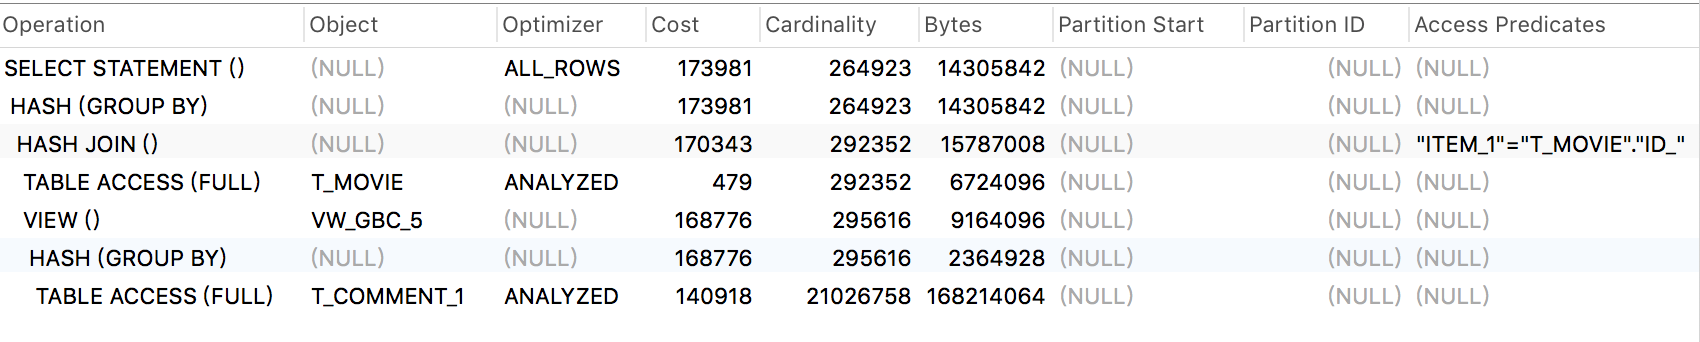 Operation Object Optimizer Cost Cardinality Bytes Partition Start Partition ID Access Predicates
SELECT STATEMENT () (NULL) ALL_ROWS 173981 264923 14305842 (NULL) (NULL) (NULL)
HASH (GROUP BY) (NULL) (NULL) 173981 264923 14305842 (NULL) (NULL) (NULL)
HASH JOIN () (NULL) (NULL) 170343 292352 15787008 (NULL) (NULL) "ITEM_1"="T_MOVIE"."ID_"
TABLE ACCESS (FULL) T_MOVIE ANALYZED 479 292352 6724096 (NULL) (NULL) (NULL)
VIEW () VW_GBC_5 (NULL) 168776 295616 9164096 (NULL) (NULL) (NULL)
HASH (GROUP BY) (NULL) (NULL) 168776 295616 2364928 (NULL) (NULL) (NULL)
TABLE ACCESS (FULL) T_COMMENT_1 ANALYZED 140918 21026758 168214064 (NULL) (NULL) (NULL)